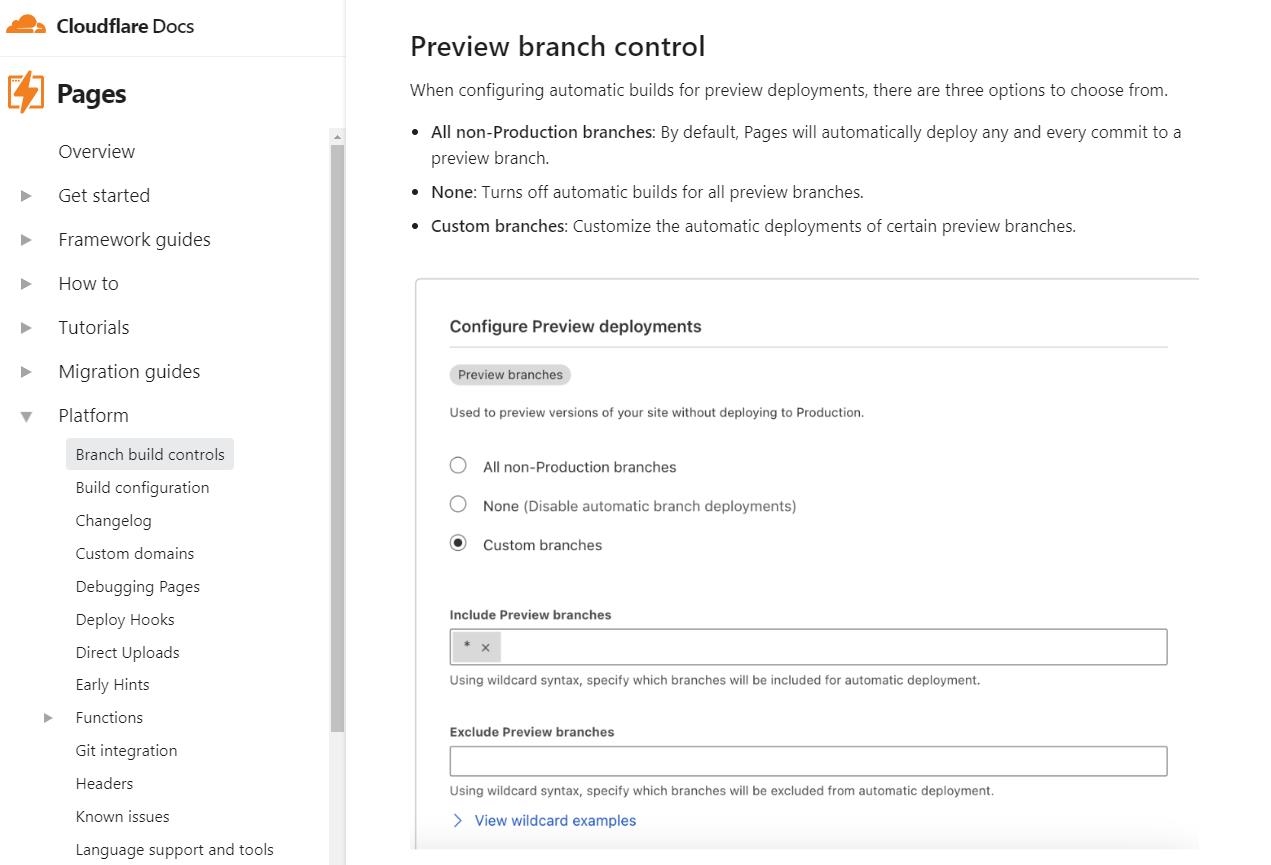 Cloudflare Docs
Pages
Overview
Get started
Framework guides
How to
Tutorials
Migration guides
Platform
Branch build controls
Build configuration
Changelog
Custom domains
Debugging Pages
Deploy Hooks
Direct Uploads
Early Hints
Functions
Git integration
Headers
Known issues
Language support and tools
Preview branch control
When configuring automatic builds for preview deployments, there are three options to choose from.
All non-Production branches: By default, Pages will automatically deploy any and every commit to a
preview branch.
None: Turns off automatic builds for all preview branches.
Custom branches: Customize the automatic deployments of certain preview branches.
Configure Preview deployments
Preview branches
Used to preview versions of your site without deploying to Production.
All non-Production branches
None (Disable automatic branch deployments)
Custom branches
Include Preview branches
* ×
Using wildcard syntax, specify which branches will be included for automatic deployment.
Exclude Preview branches
Using wildcard syntax, specify which branches will be excluded from automatic deployment.
View wildcard examples